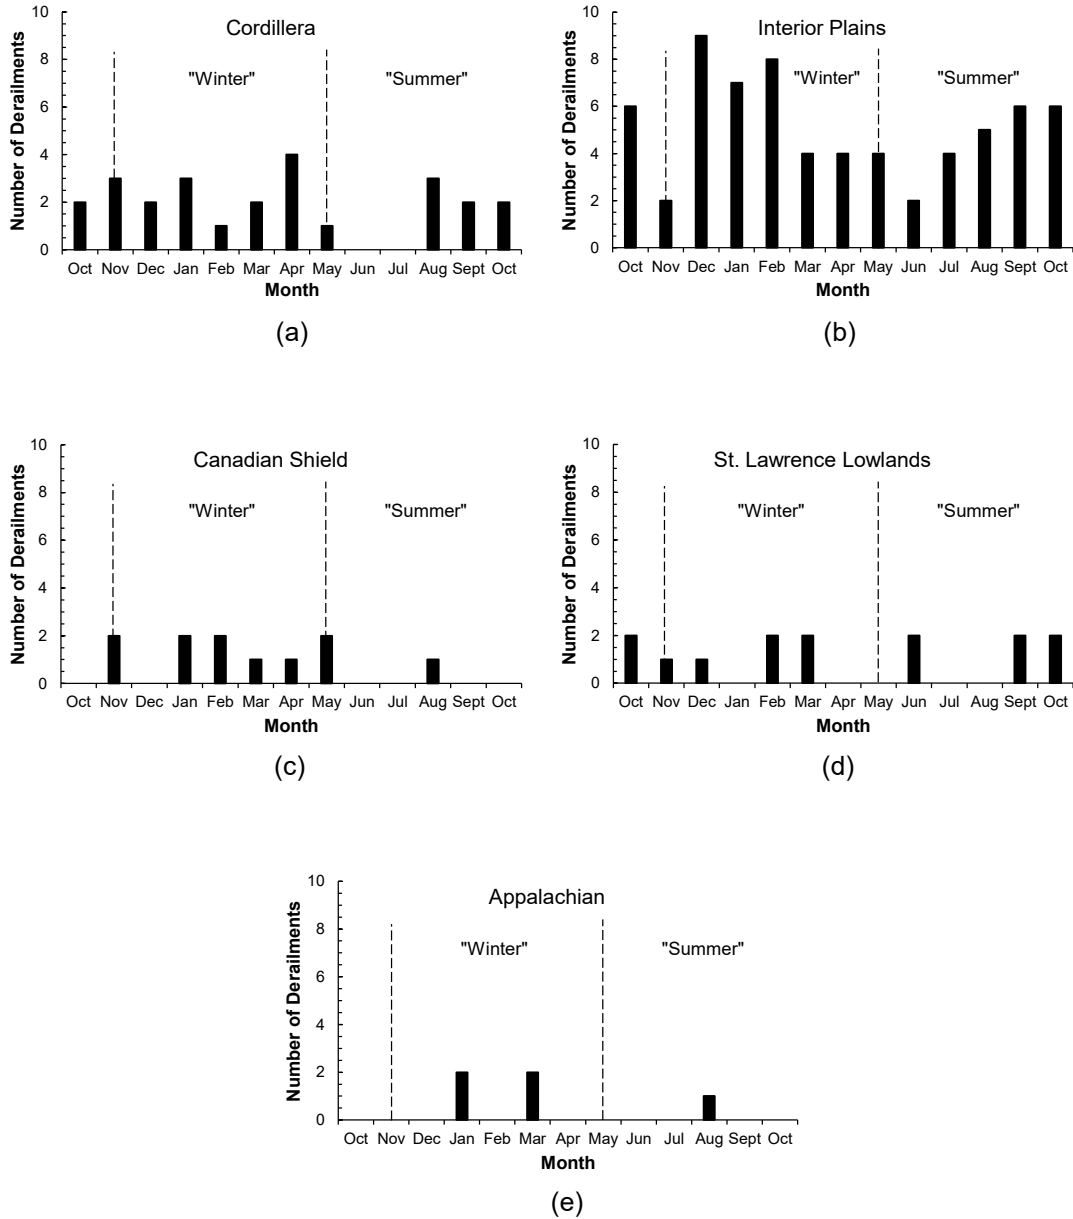 Cordillera
"Winter"
"Summer"
Number of Derailments
10
8
6
4
2
0
Oct Nov Dec Jan Feb Mar Apr May Jun Jul Aug Sept Oct
Month
(a)
Interior Plains
"Winter"
"Summer"
Number of Derailments
10
8
6
4
2
0
Oct Nov Dec Jan Feb Mar Apr May Jun Jul Aug Sept Oct
Month
(b)
Canadian Shield
"Winter"
"Summer"
Number of Derailments
10
8
6
4
2
0
Oct Nov Dec Jan Feb Mar Apr May Jun Jul Aug Sept Oct
Month
(c)
St. Lawrence Lowlands
"Winter"
"Summer"
Number of Derailments
10
8
6
4
2
0
Oct Nov Dec Jan Feb Mar Apr May Jun Jul Aug Sept Oct
Month
(d)
Appalachian
"Winter"
"Summer"
Number of Derailments
10
8
6
4
2
0
Oct Nov Dec Jan Feb Mar Apr May Jun Jul Aug Sept Oct
Month
(e)